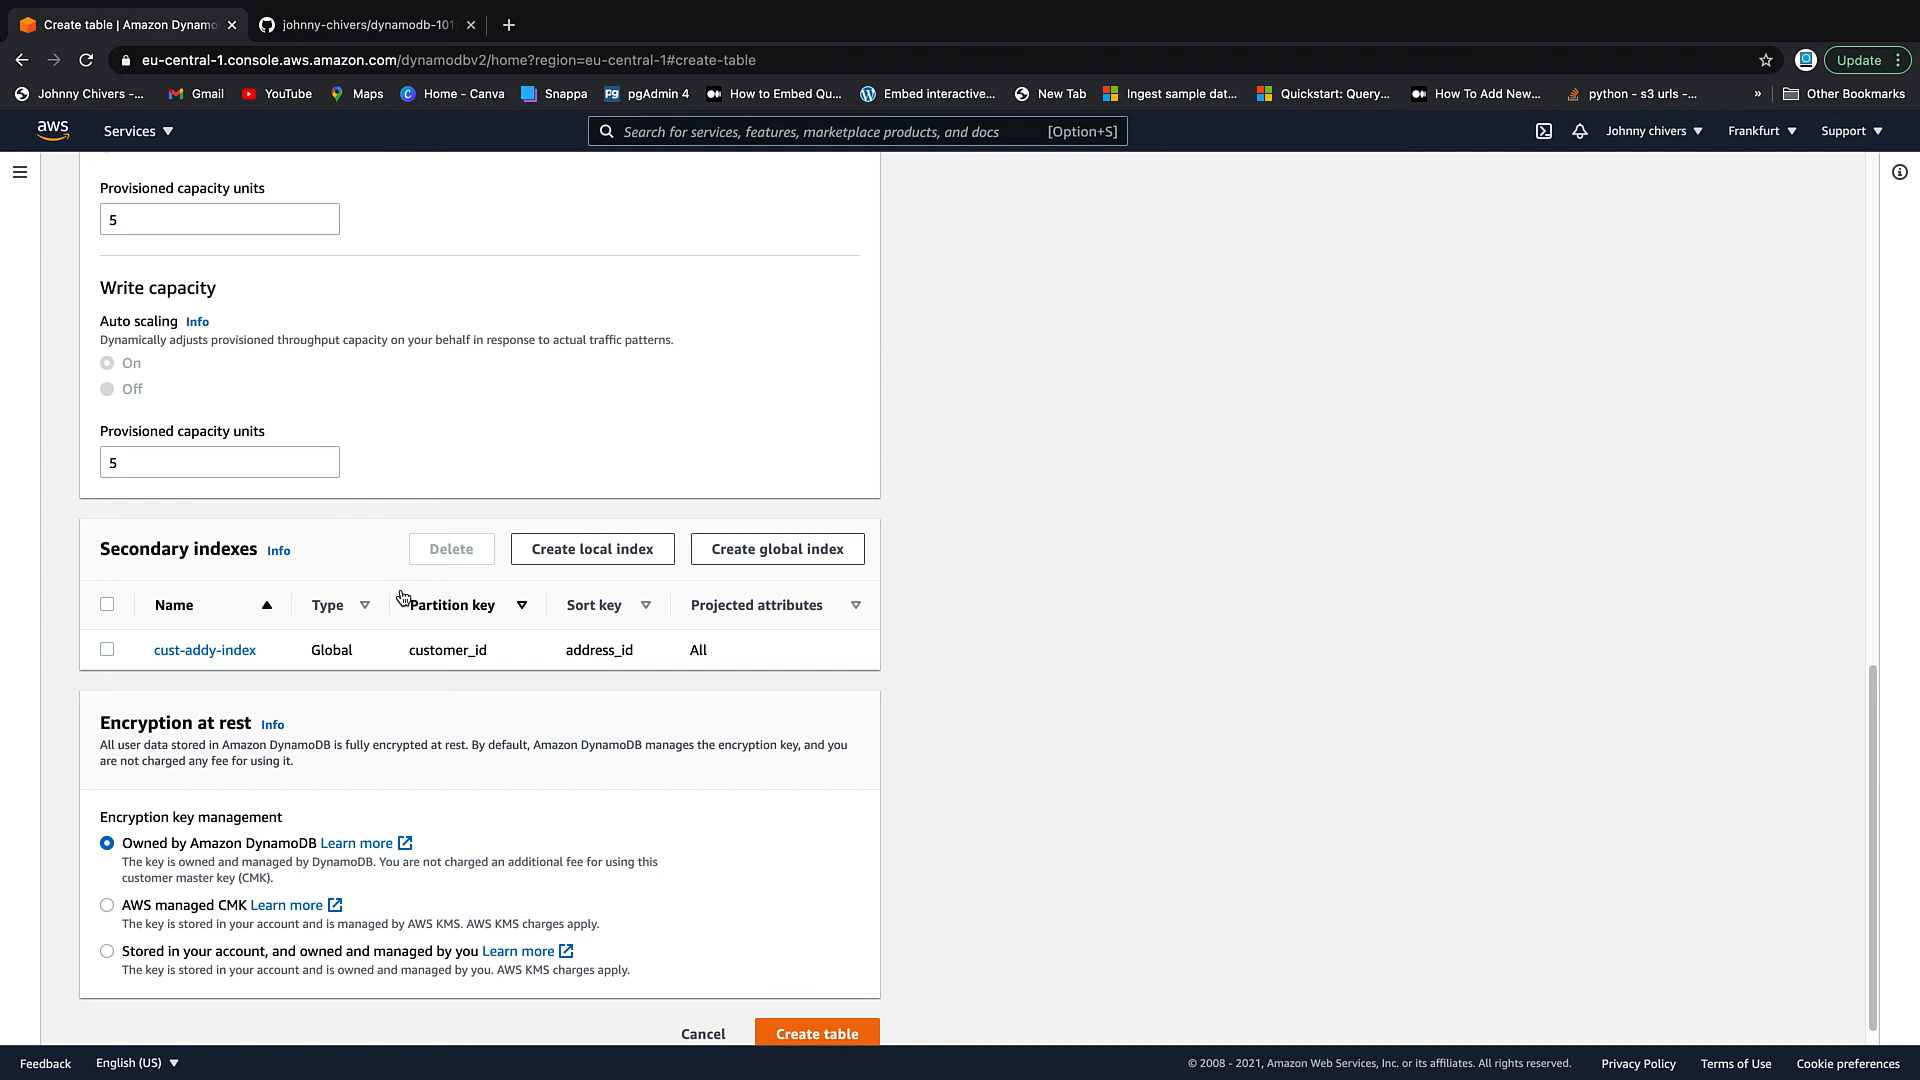 Create table | Amazon Dynamo
johnny-chivers/dynamodb-101
eu-central-1.console.aws.amazon.com/dynamodbv2/home?region=eu-central-1#create-table
Update
Johnny Chivers -...
Gmail
YouTube
Maps
Home - Canva
Snappa
pgAdmin 4
How to Embed Qu...
Embed interactive...
New Tab
Ingest sample dat...
Quickstart: Query...
How To Add New...
python - s3 urls -...
»
Other Bookmarks
aws
Services
Search for services, features, marketplace products, and docs
[Option+S]
Johnny chivers
Frankfurt
Support
Provisioned capacity units
5
Write capacity
Auto scaling Info
Dynamically adjusts provisioned throughput capacity on your behalf in response to actual traffic patterns.
On
Off
Provisioned capacity units
5
Secondary indexes Info
Delete
Create local index
Create global index
Name
Type
Partition key
Sort key
Projected attributes
cust-addy-index
Global
customer_id
address_id
All
Encryption at rest Info
All user data stored in Amazon DynamoDB is fully encrypted at rest. By default, Amazon DynamoDB manages the encryption key, and you
are not charged any fee for using it.
Encryption key management
Owned by Amazon DynamoDB Learn more
The key is owned and managed by DynamoDB. You are not charged an additional fee for using this
customer master key (CMK).
AWS managed CMK Learn more
The key is stored in your account and is managed by AWS KMS. AWS KMS charges apply.
Stored in your account, and owned and managed by you Learn more
The key is stored in your account and is owned and managed by you. AWS KMS charges apply.
Cancel
Create table
Feedback
English (US)
© 2008 - 2021, Amazon Web Services, Inc. or its affiliates. All rights reserved.
Privacy Policy
Terms of Use
Cookie preferences